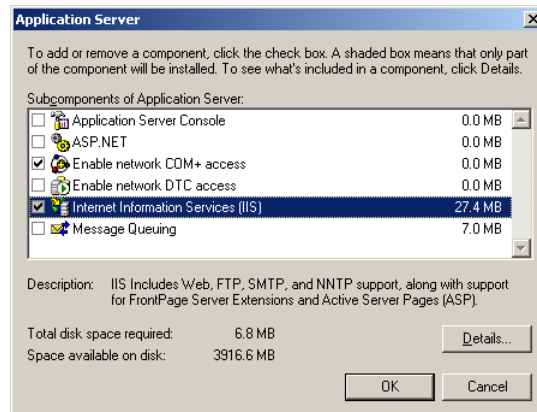 Application Server
To add or remove a component, click the check box. A shaded box means that only part
of the component will be installed. To see what's included in a component, click Details.
Subcomponents of Application Server:
Application Server Console 0.0 MB
ASP.NET 0.0 MB
Enable network COM+ access 0.0 MB
Enable network DTC access 0.0 MB
Internet Information Services (IIS) 27.4 MB
Message Queuing 7.0 MB
Description: IIS Includes Web, FTP, SMTP, and NNTP support, along with support
for FrontPage Server Extensions and Active Server Pages (ASP).
Total disk space required: 6.8 MB
Space available on disk: 3916.6 MB
Details...
OK Cancel